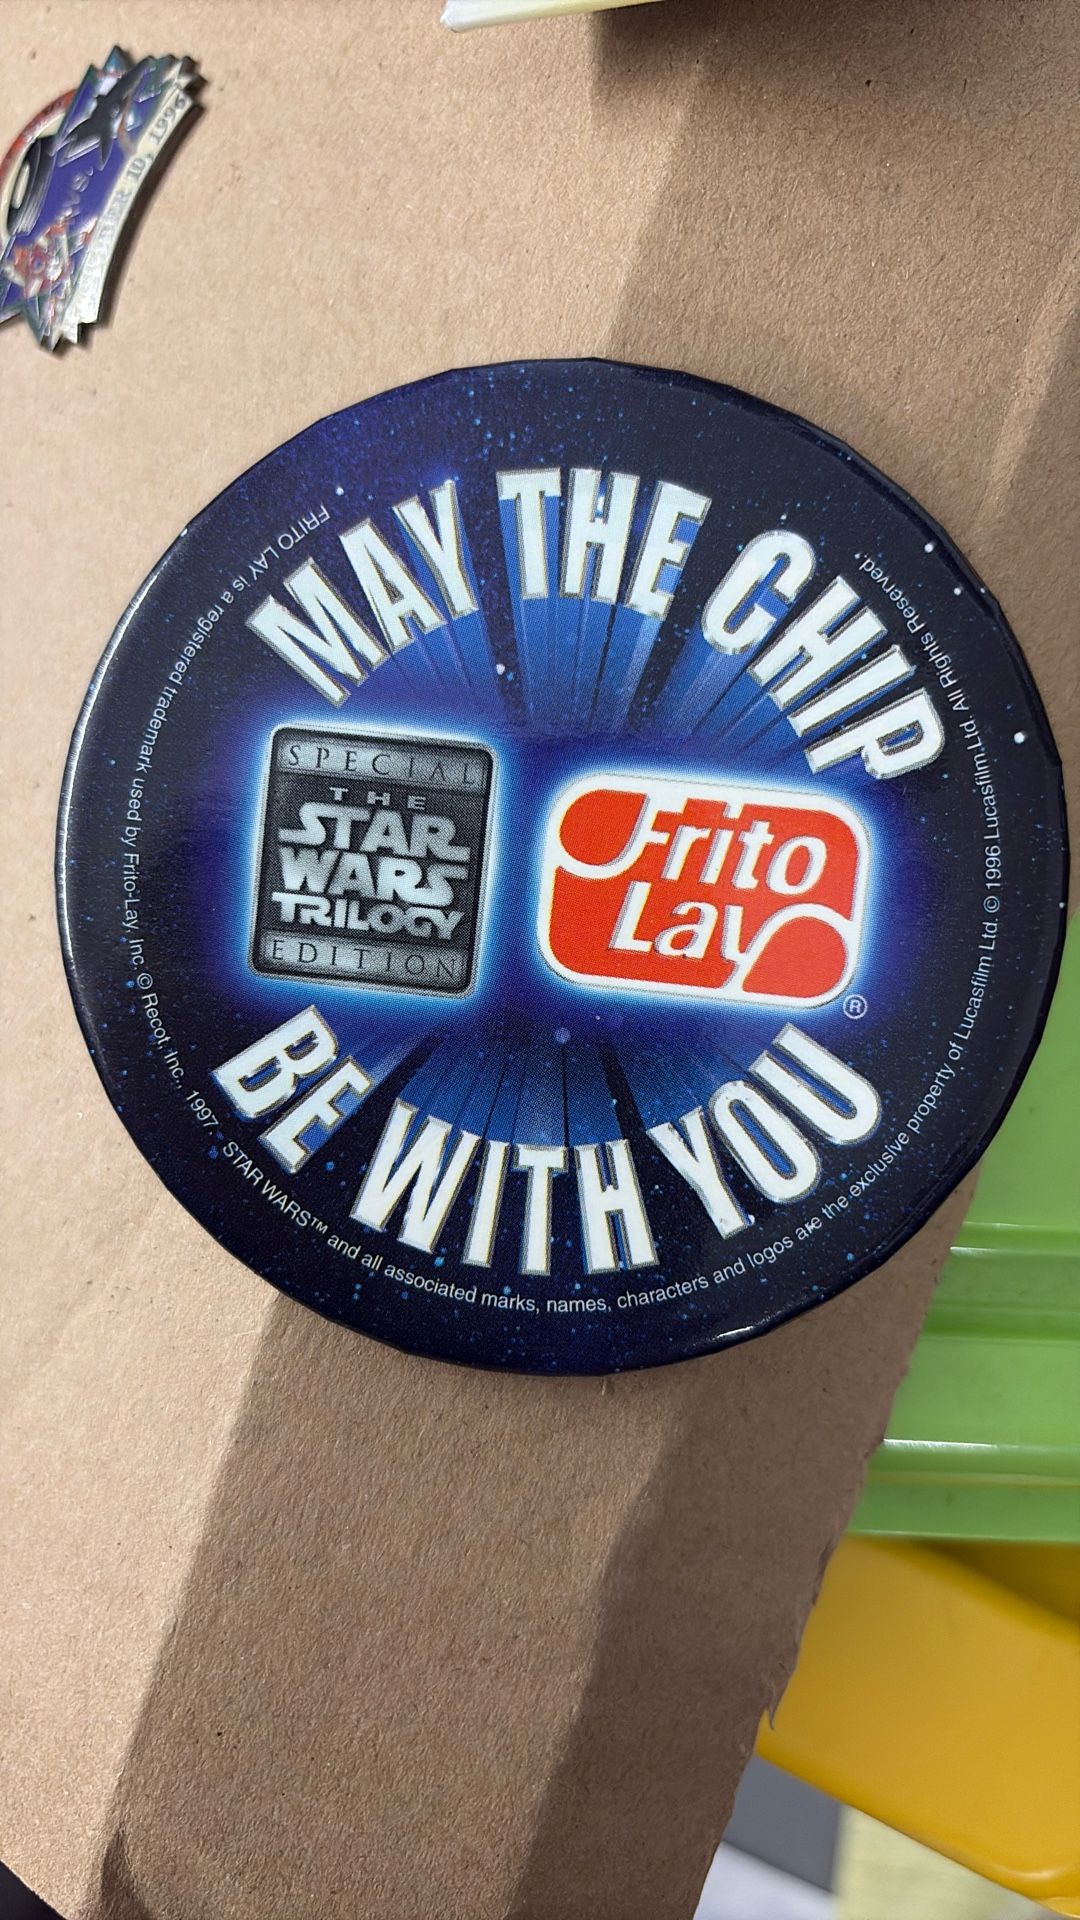 MAY THE CHIP
SPECIAL
THE
STAR
WARS
TRILOGY
EDITION
Frito
Lay
®
BE WITH YOU
FRITO LAY is a registered trademark used by Frito-Lay, Inc. © Recot, Inc., 1997. STAR WARS™ and all associated marks, names, characters and logos are the exclusive property of Lucasfilm Ltd. © 1996 Lucasfilm Ltd. All Rights Reserved.
10, 1996